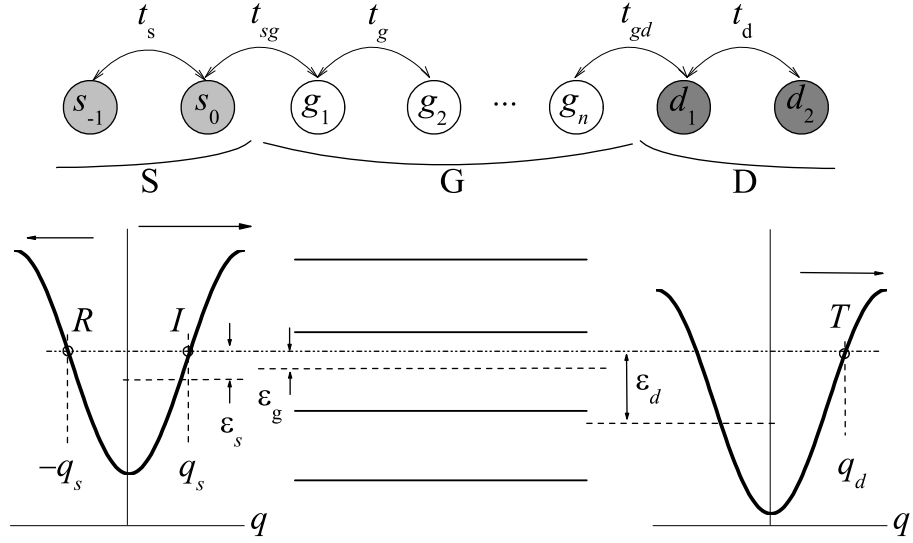 t_s t_sg t_g t_gd t_d
s_-1 s_0 g_1 g_2 ... g_n d_1 d_2
S G D
R I T
ε_s ε_g ε_d
−q_s q_s q_d
q q